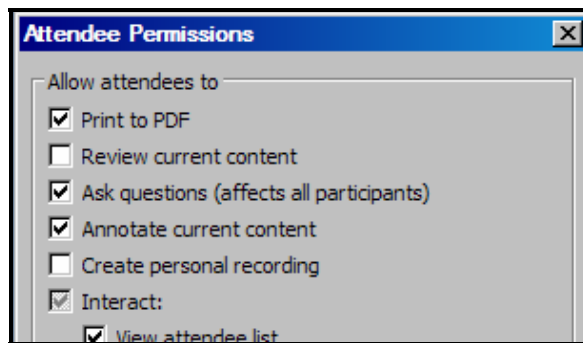 Attendee Permissions
Allow attendees to
Print to PDF
Review current content
Ask questions (affects all participants)
Annotate current content
Create personal recording
Interact:
View attendee list